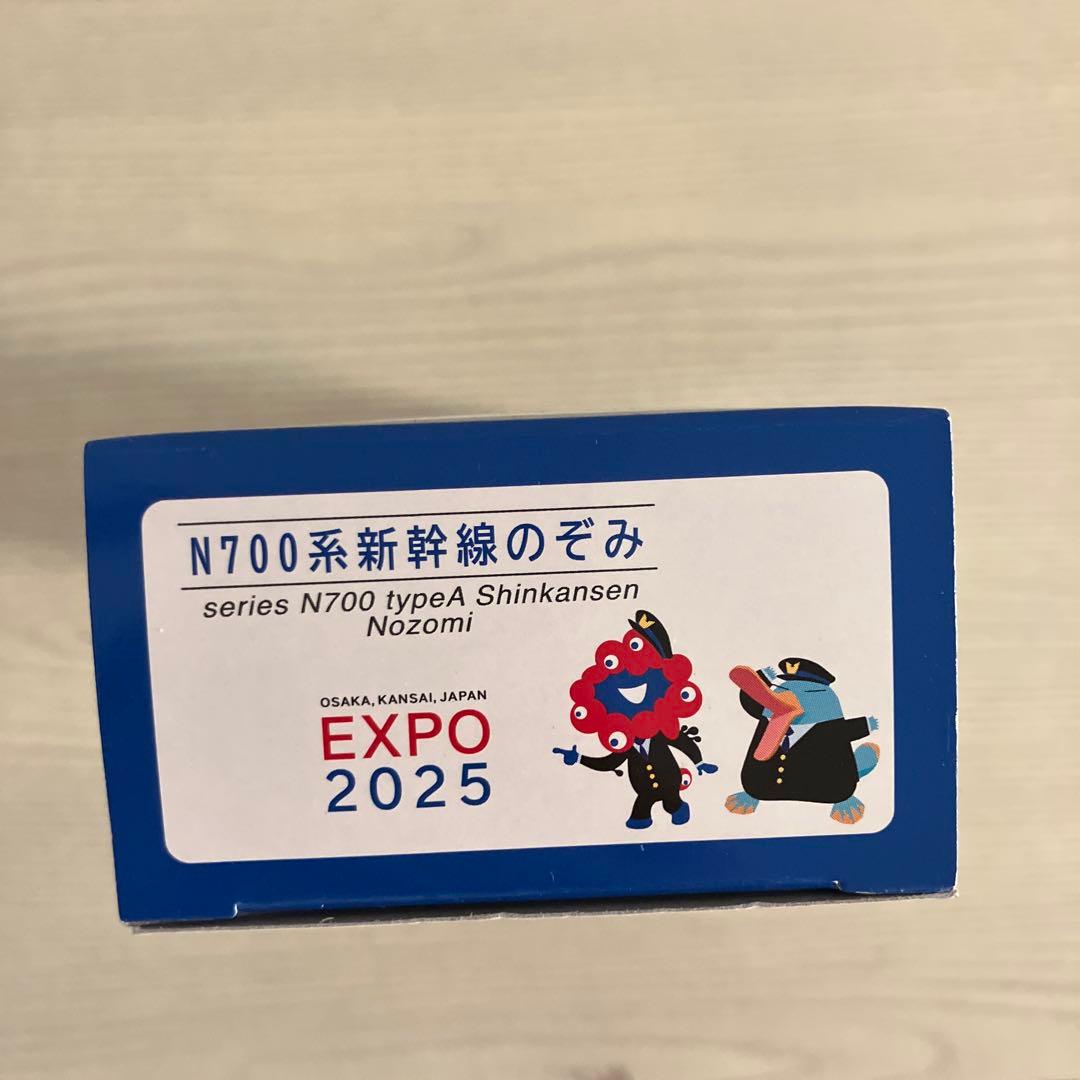 N700系新幹線のぞみ
series N700 typeA Shinkansen
Nozomi
OSAKA, KANSAI, JAPAN
EXPO
2025